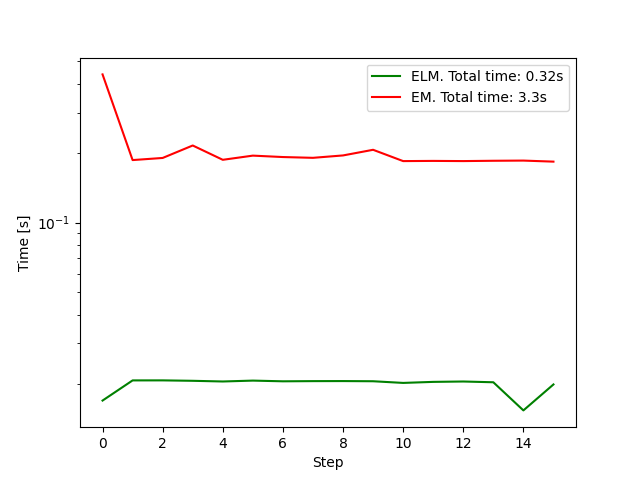 ELM. Total time: 0.32s
EM. Total time: 3.3s
Time [s]
10⁻¹
0 2 4 6 8 10 12 14
Step